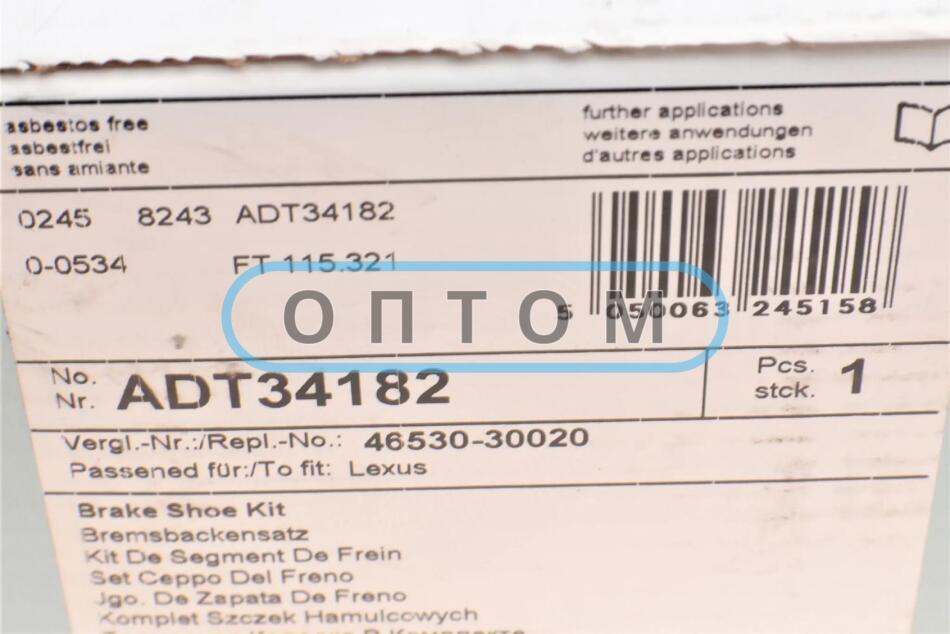 asbestos free
asbestfrei
sans amiante
further applications
weitere anwendungen
d'autres applications
0245 8243 ADT34182
0-0534 FT 115.321
5 050063 245158
ОПТОМ
No.
Nr. ADT34182
Pcs.
stck. 1
Vergl.-Nr.:/Repl.-No.: 46530-30020
Passened für:/To fit: Lexus
Brake Shoe Kit
Bremsbackensatz
Kit De Segment De Frein
Set Ceppo Del Freno
Jgo. De Zapata De Freno
Komplet Szczek Hamulcowych